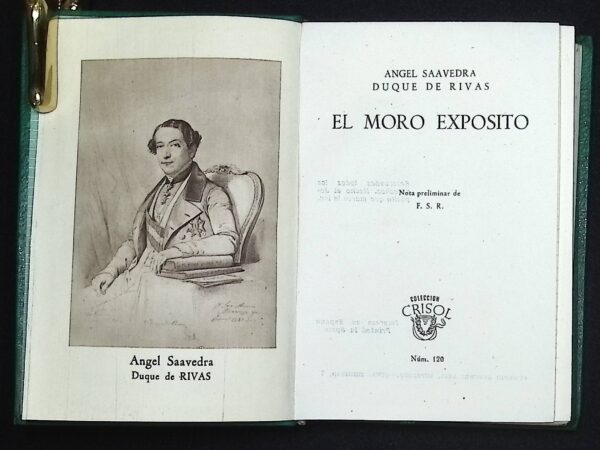 Angel Saavedra
Duque de RIVAS
ANGEL SAAVEDRA
DUQUE DE RIVAS
EL MORO EXPOSITO
Nota preliminar de
F. S. R.
COLECCION
CRISOL
Núm. 120